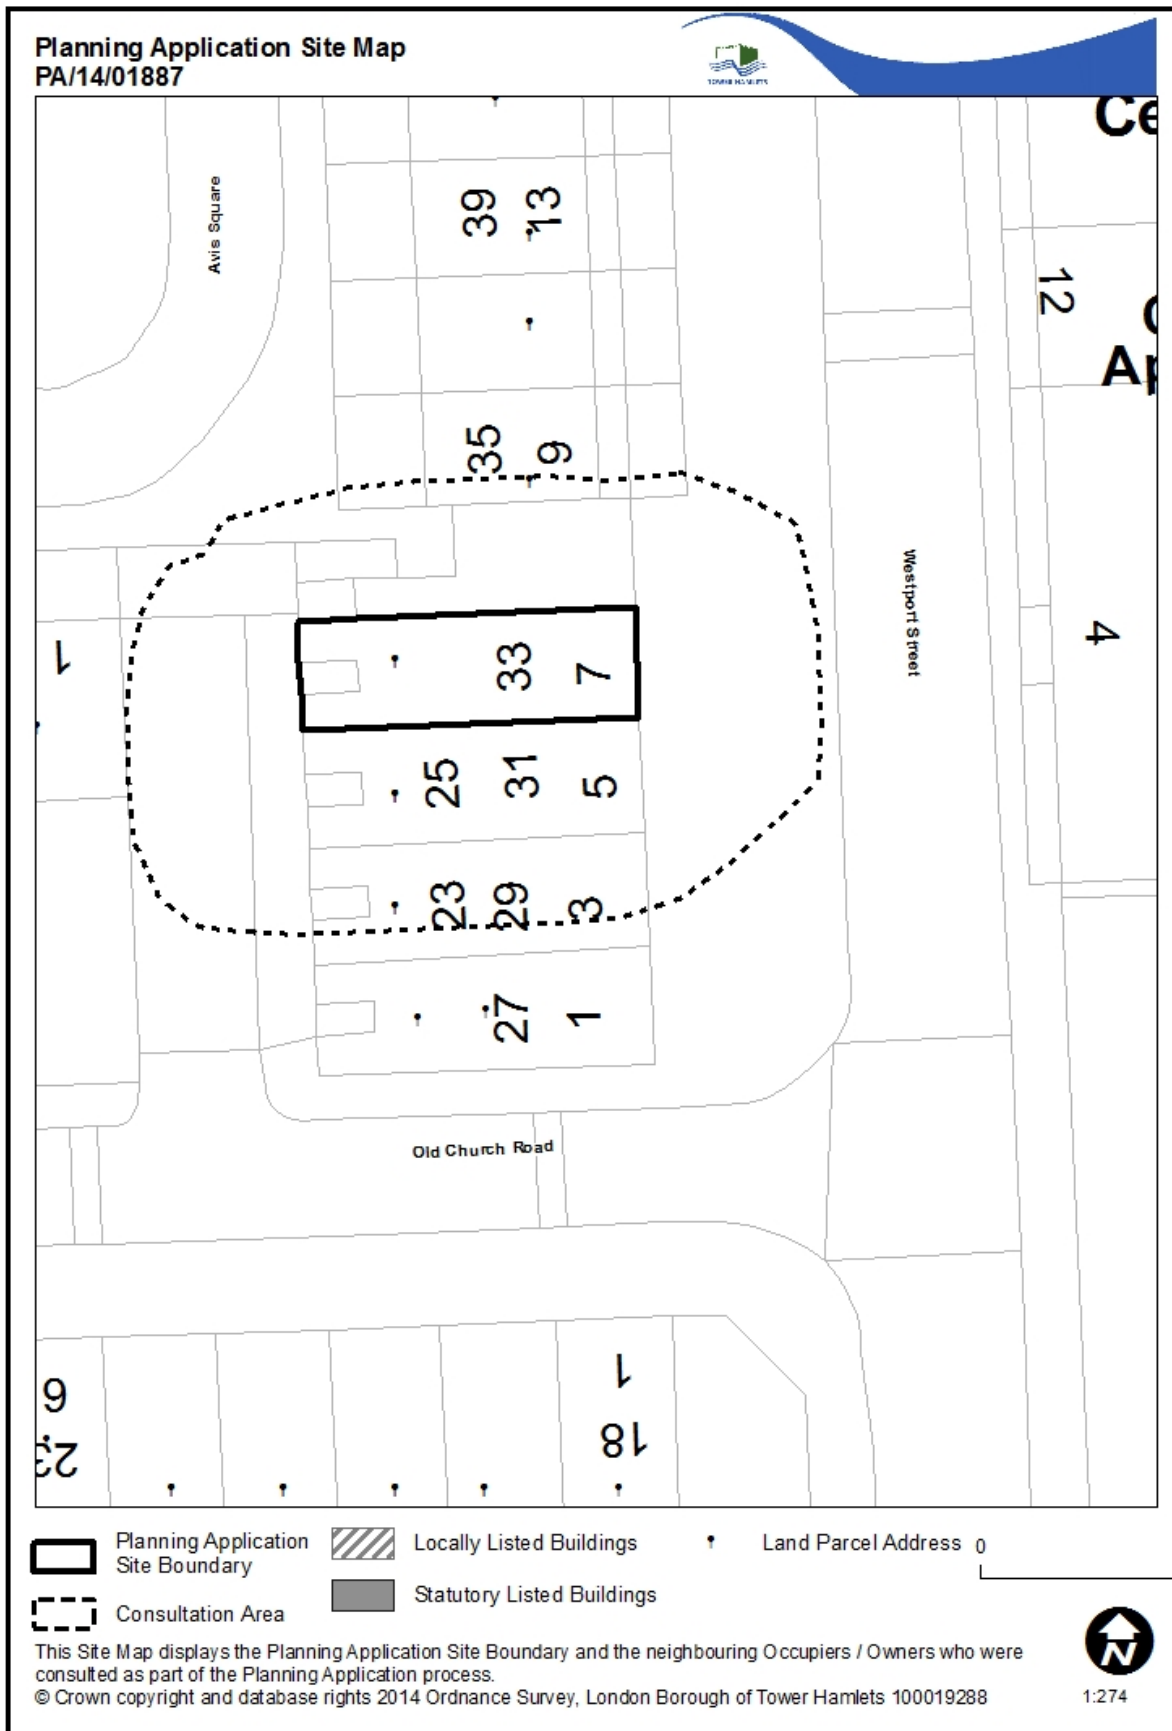 Planning Application Site Map
PA/14/01887
TOWER HAMLETS
Ce
Avis Square
39 13
12
Ap
35 9
Westport Street
1
33 7
4
25 31 5
23 29 3
27 1
Old Church Road
1
6
18
23
Planning Application
Site Boundary
Locally Listed Buildings
Land Parcel Address
0
Statutory Listed Buildings
Consultation Area
This Site Map displays the Planning Application Site Boundary and the neighbouring Occupiers / Owners who were
consulted as part of the Planning Application process.
© Crown copyright and database rights 2014 Ordnance Survey, London Borough of Tower Hamlets 100019288
N
1:274